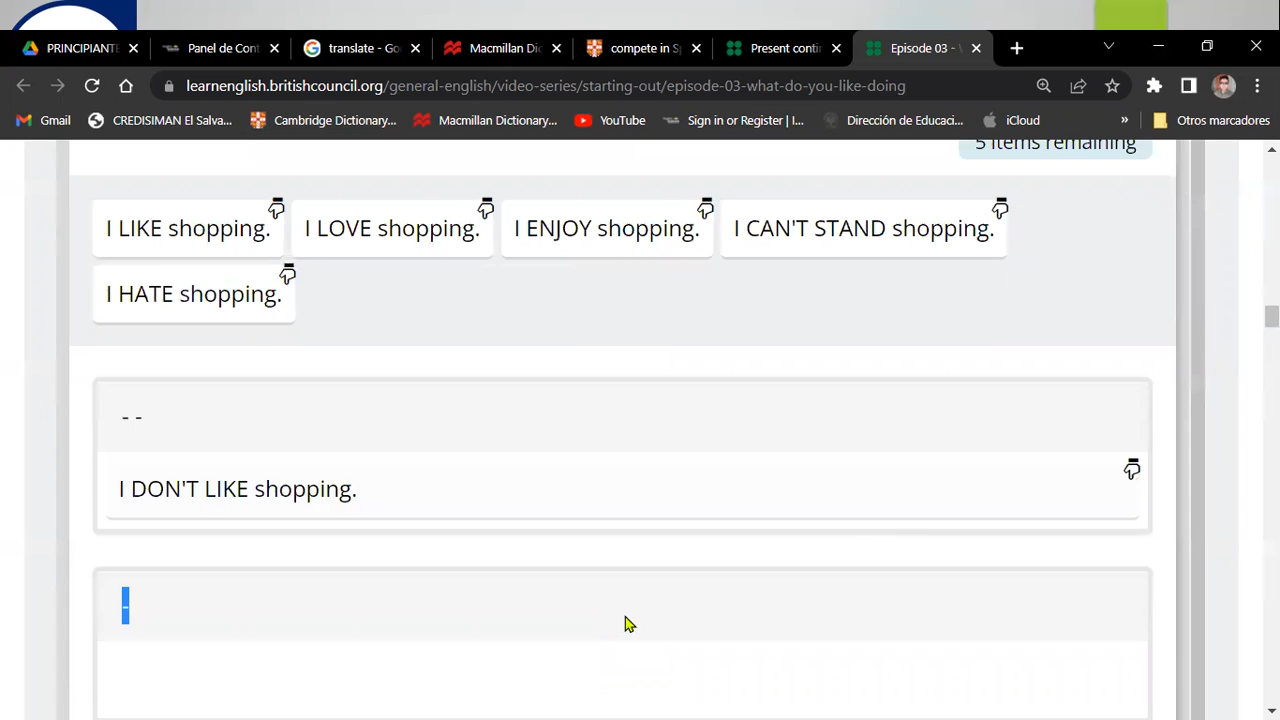 PRINCIPIANTE
Panel de Cont
translate - Goo
Macmillan Dic
compete in Sp
Present contin
Episode 03 - V
learnenglish.britishcouncil.org/general-english/video-series/starting-out/episode-03-what-do-you-like-doing
Gmail
CREDISIMAN El Salva...
Cambridge Dictionary...
Macmillan Dictionary...
YouTube
Sign in or Register | I...
Dirección de Educaci...
iCloud
»
Otros marcadores
5 items remaining
I LIKE shopping.
I LOVE shopping.
I ENJOY shopping.
I CAN'T STAND shopping.
I HATE shopping.
- -
I DON'T LIKE shopping.
-